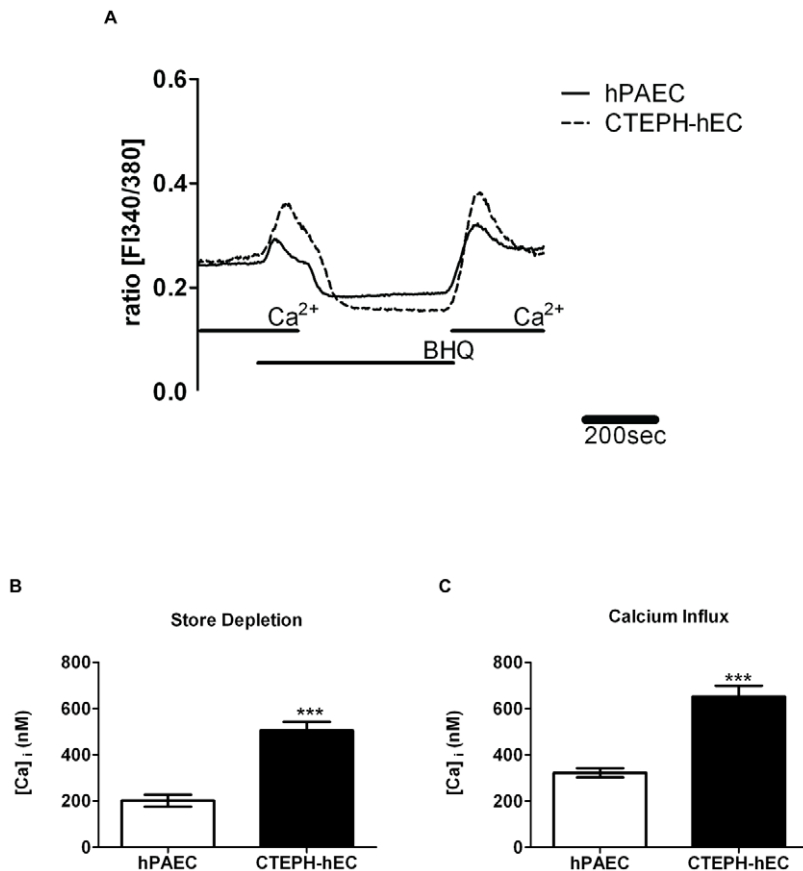 A
0.6
0.4
0.2
0.0
ratio [FI340/380]
hPAEC
CTEPH-hEC
Ca²⁺
Ca²⁺
BHQ
200sec
B
Store Depletion
800
600
400
200
0
[Ca] i (nM)
***
hPAEC
CTEPH-hEC
C
Calcium Influx
800
600
400
200
0
[Ca] i (nM)
***
hPAEC
CTEPH-hEC